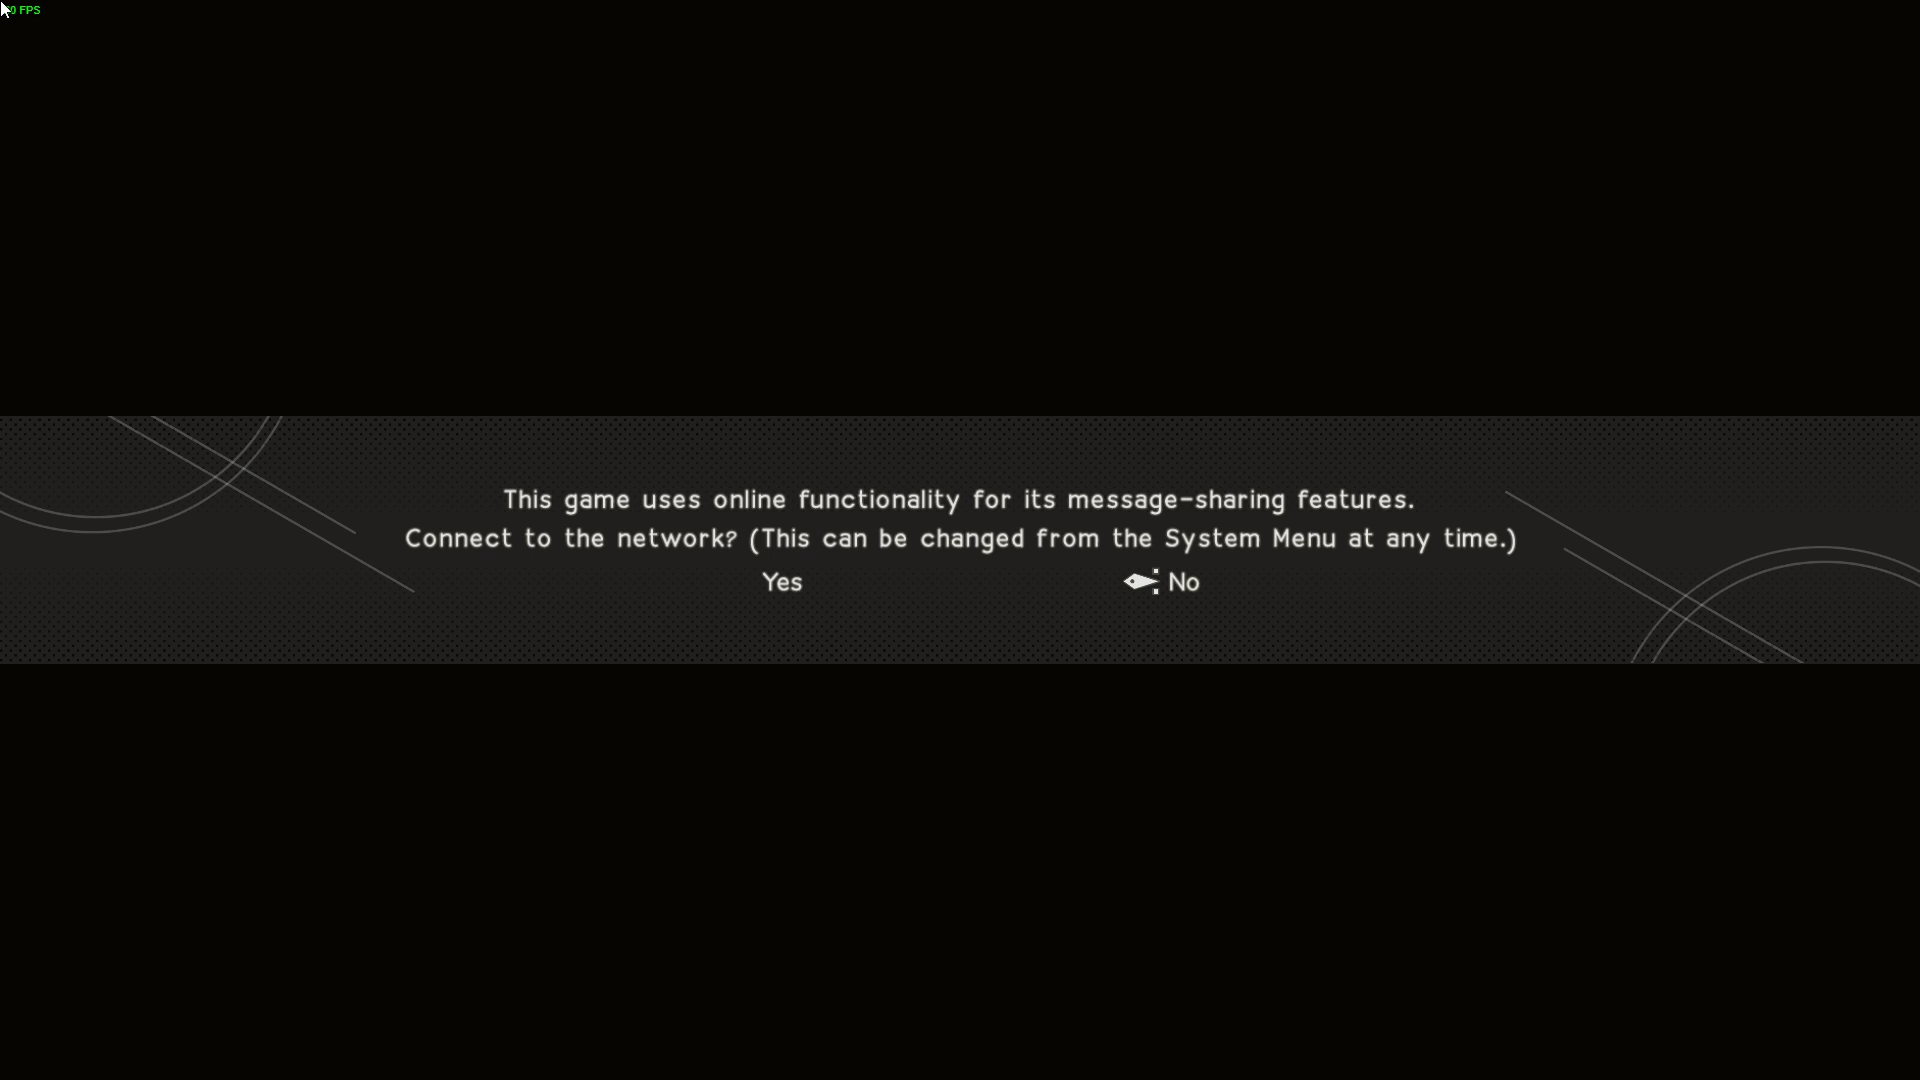 FPS
This game uses online functionality for its message-sharing features.
Connect to the network? (This can be changed from the System Menu at any time.)
Yes No